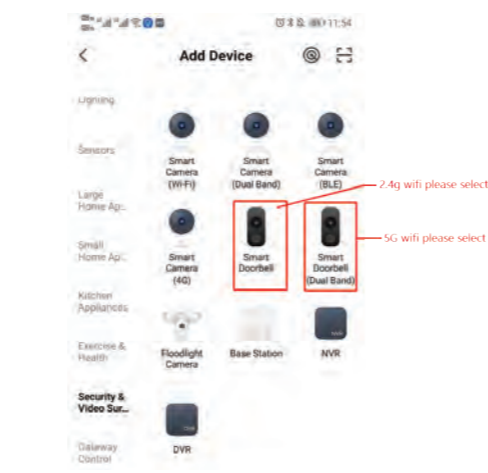 11:54
Add Device
Lighting
Sensors
Smart
Camera
(Wi-Fi)
Smart
Camera
(Dual Band)
Smart
Camera
(BLE)
2.4g wifi please select
Large
Home Ap...
Small
Home Ap...
Smart
Camera
(4G)
Smart
Doorbell
Smart
Doorbell
(Dual Band)
5G wifi please select
Kitchen
Appliances
Exercise &
Health
Floodlight
Camera
Base Station
NVR
Security &
Video Sur...
DVR
Gateway
Control